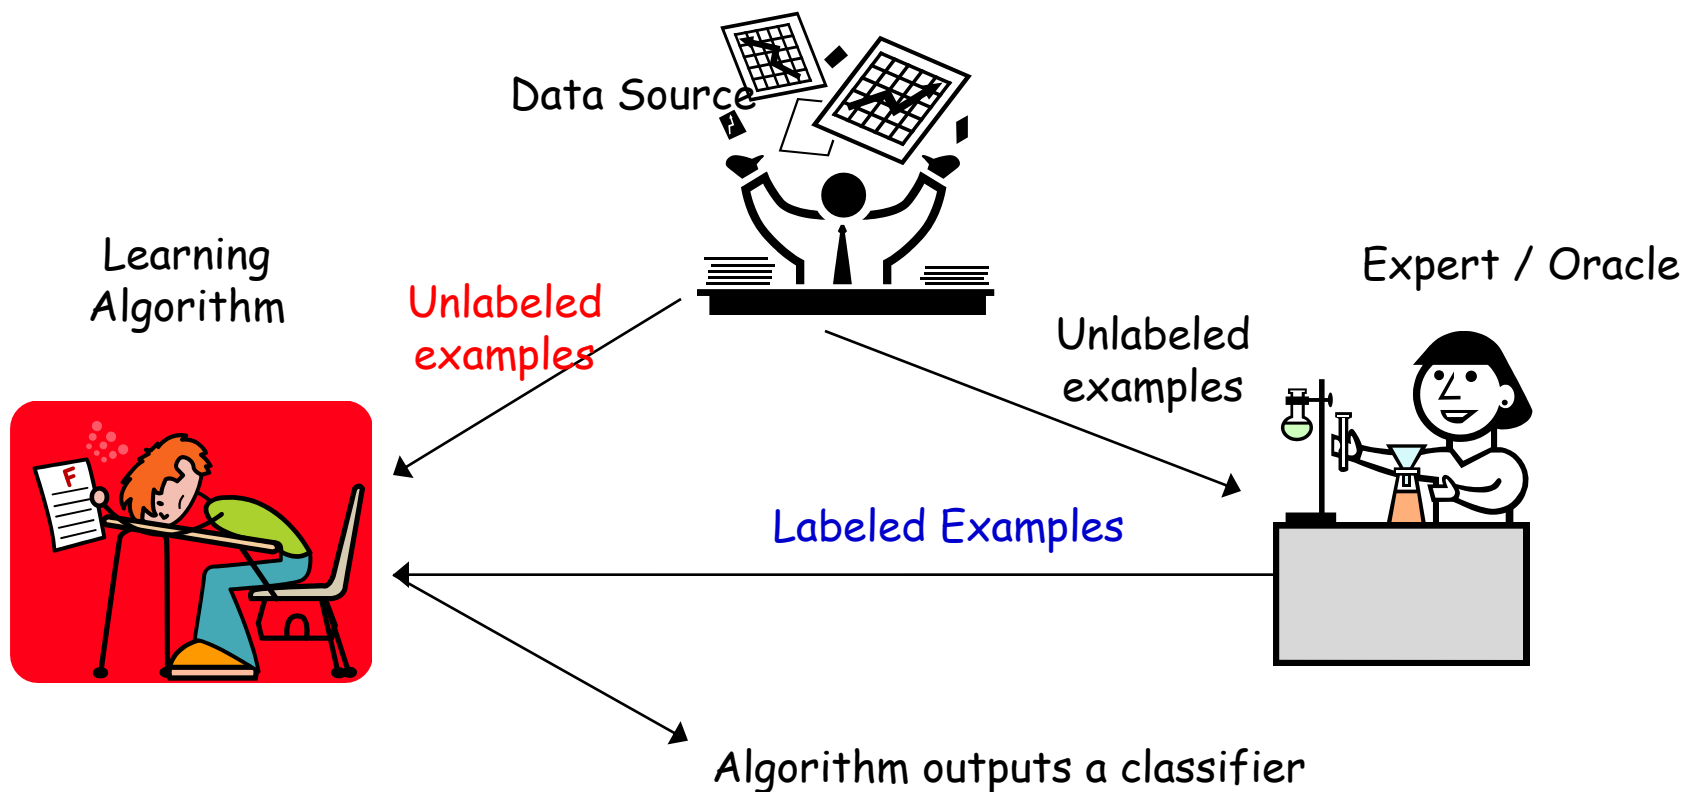 Data Source
Learning
Algorithm
Unlabeled
examples
Expert / Oracle
Unlabeled
examples
F
Labeled Examples
Algorithm outputs a classifier